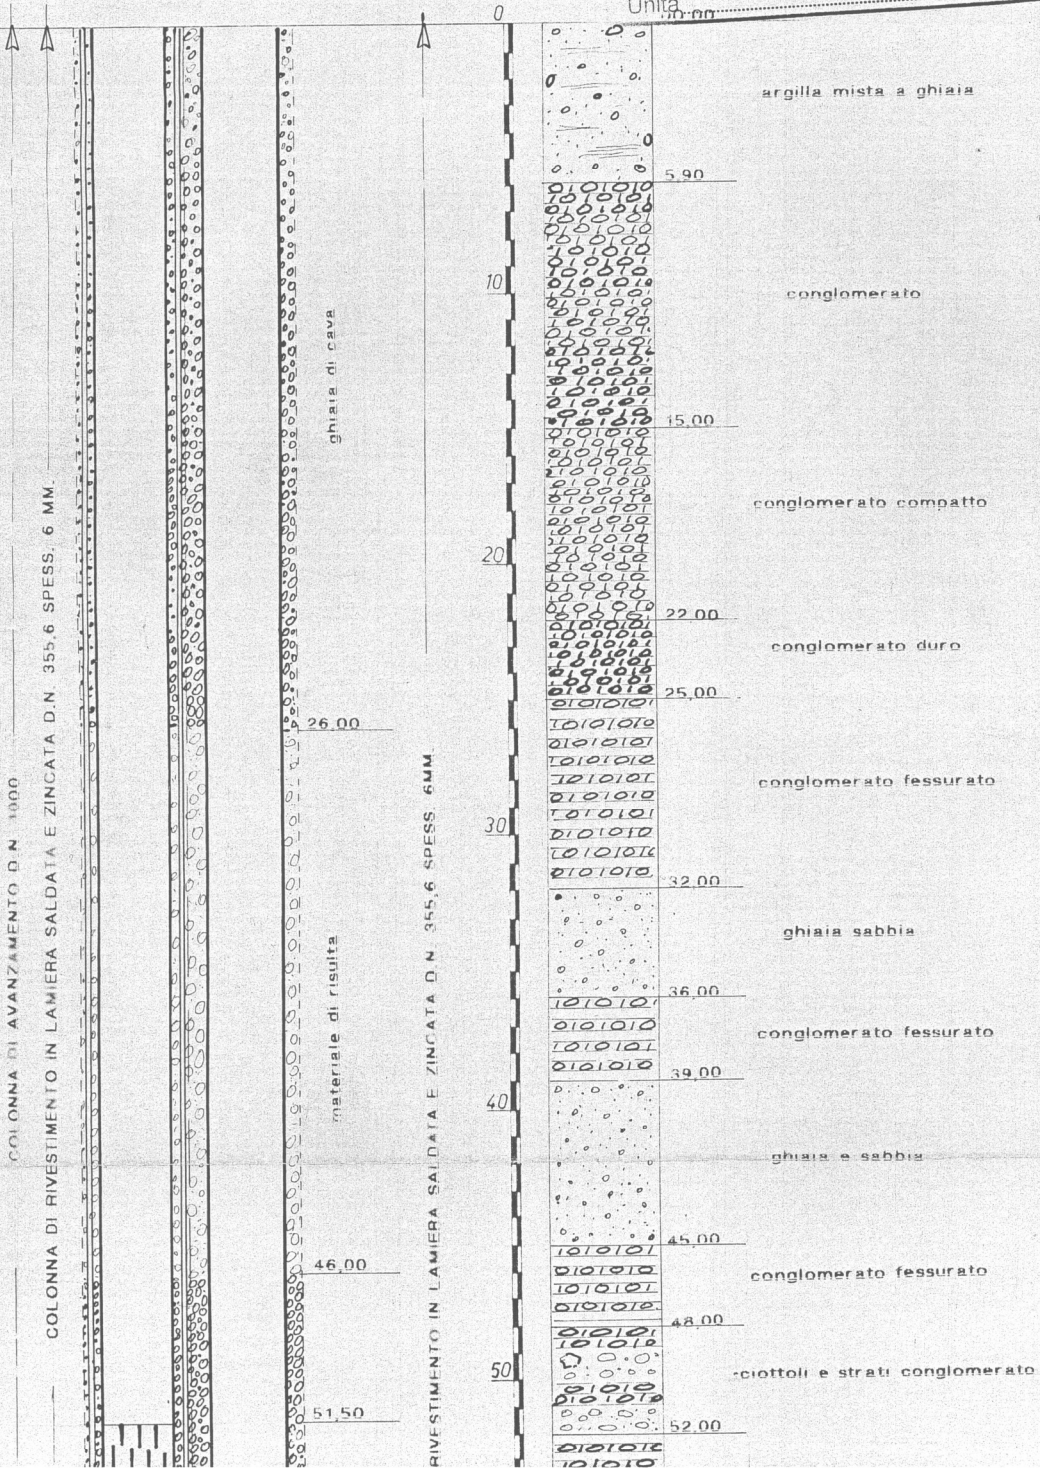 Unità
00.00
0
argilla mista a ghiaia
5,90
10
conglomerato
ghiaia di cava
15,00
conglomerato compatto
20
22.00
conglomerato duro
25,00
26,00
conglomerato fessurato
30
32,00
ghiaia sabbia
36,00
materiale di risulta
conglomerato fessurato
39,00
40
ghiaia e sabbia
45,00
46,00
conglomerato fessurato
48,00
50
ciottoli e strati conglomerato
51,50
52,00
COLONNA DI AVANZAMENTO D.N.
COLONNA DI RIVESTIMENTO IN LAMIERA SALDATA E ZINCATA D.N. 355,6 SPESS. 6 MM.
RIVESTIMENTO IN LAMIERA SALDATA E ZINCATA D.N. 355,6 SPESS. 6MM.